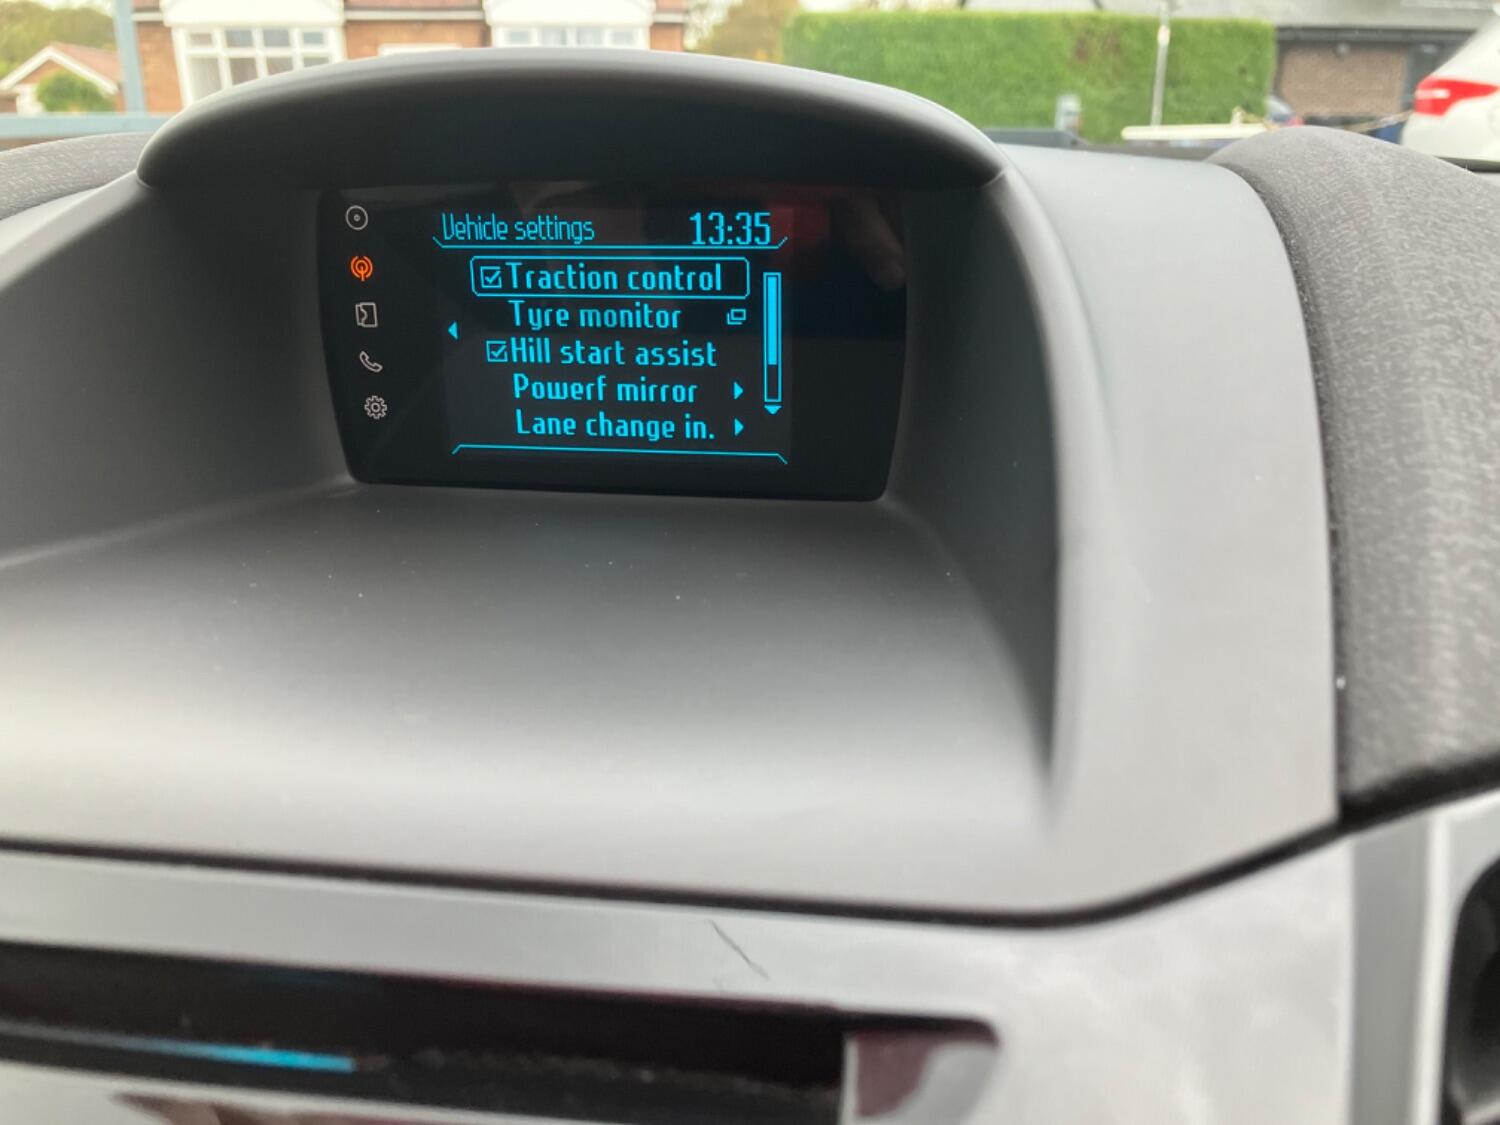 Vehicle settings 13:35
Traction control
Tyre monitor
Hill start assist
Powerf mirror
Lane change in.